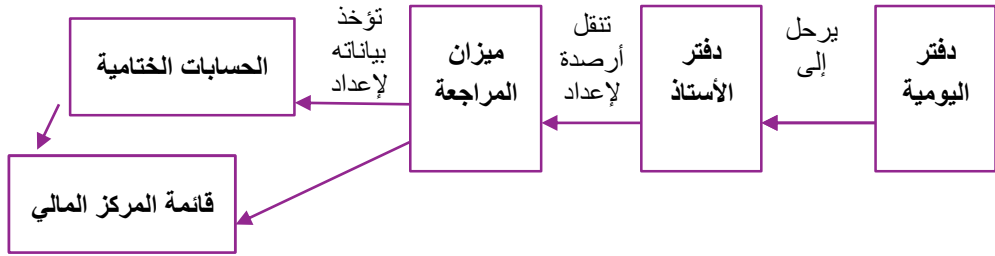 دفتر
اليومية
يرحل
إلى
دفتر
الأستاذ
تنقل
أرصدة
لإعداد
ميزان
المراجعة
تؤخذ
بياناته
لإعداد
الحسابات الختامية
قائمة المركز المالي